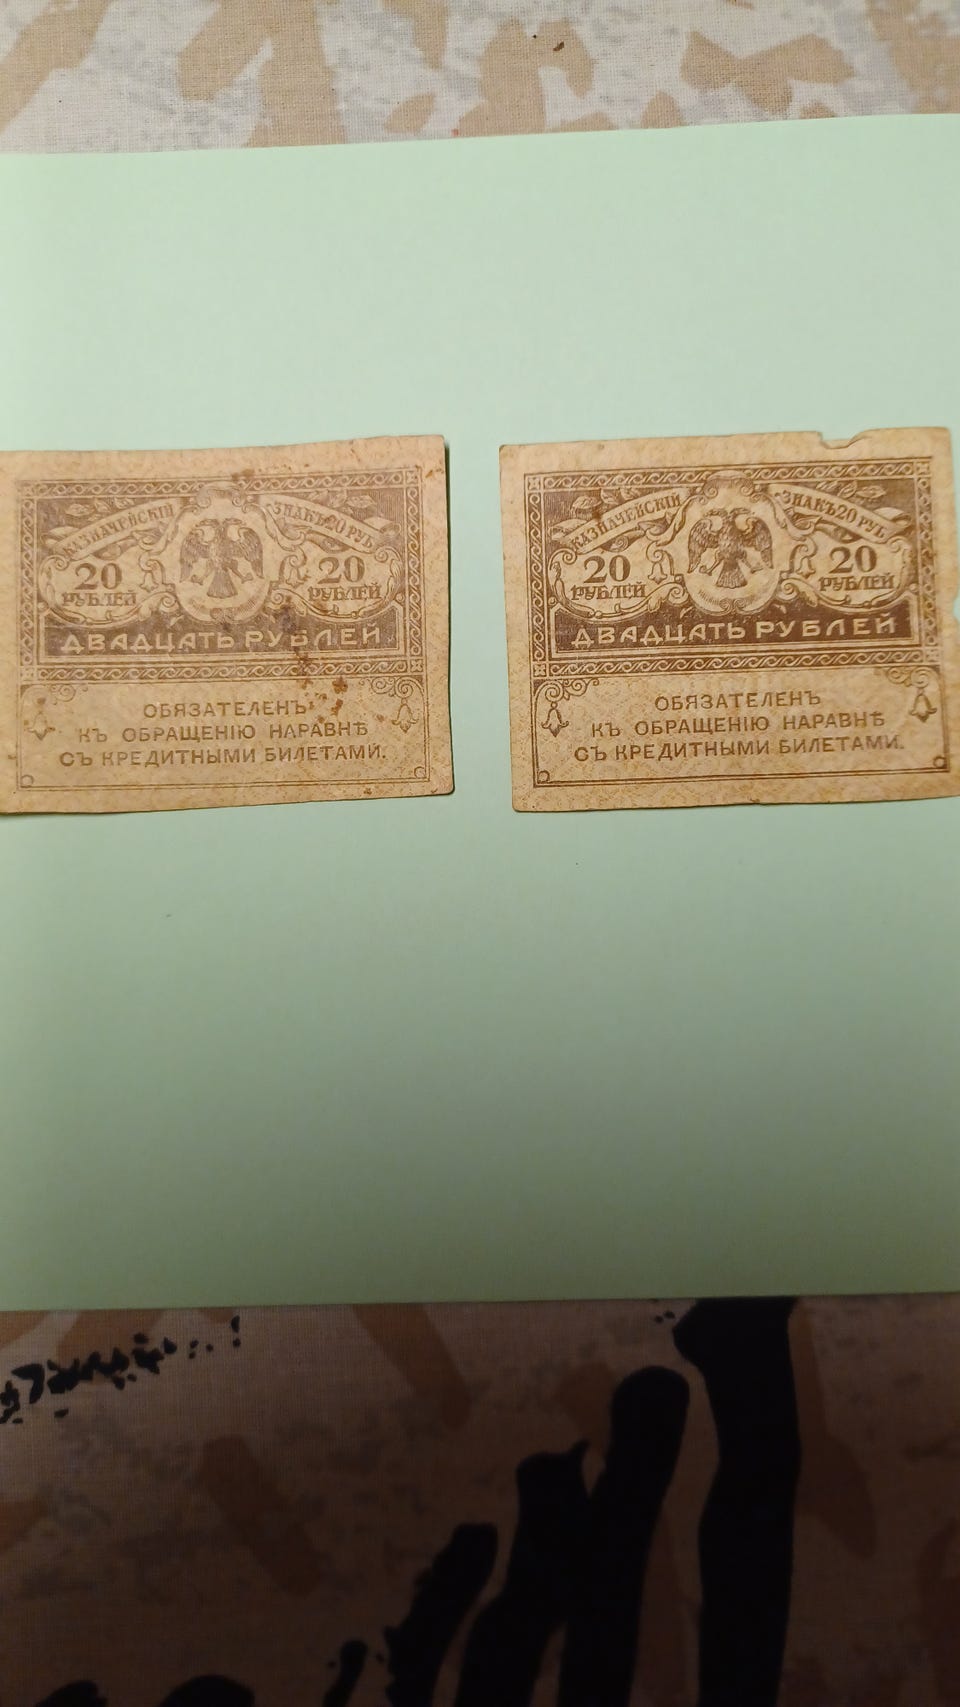 КАЗНАЧЕЙСКІЙ ЗНАКЪ 20 РУБ.
20 РУБЛЕЙ
20 РУБЛЕЙ
ДВАДЦАТЬ РУБЛЕЙ
ОБЯЗАТЕЛЕНЪ
КЪ ОБРАЩЕНІЮ НАРАВНѢ
СЪ КРЕДИТНЫМИ БИЛЕТАМИ.
КАЗНАЧЕЙСКІЙ ЗНАКЪ 20 РУБ.
20 РУБЛЕЙ
20 РУБЛЕЙ
ДВАДЦАТЬ РУБЛЕЙ
ОБЯЗАТЕЛЕНЪ
КЪ ОБРАЩЕНІЮ НАРАВНѢ
СЪ КРЕДИТНЫМИ БИЛЕТАМИ.